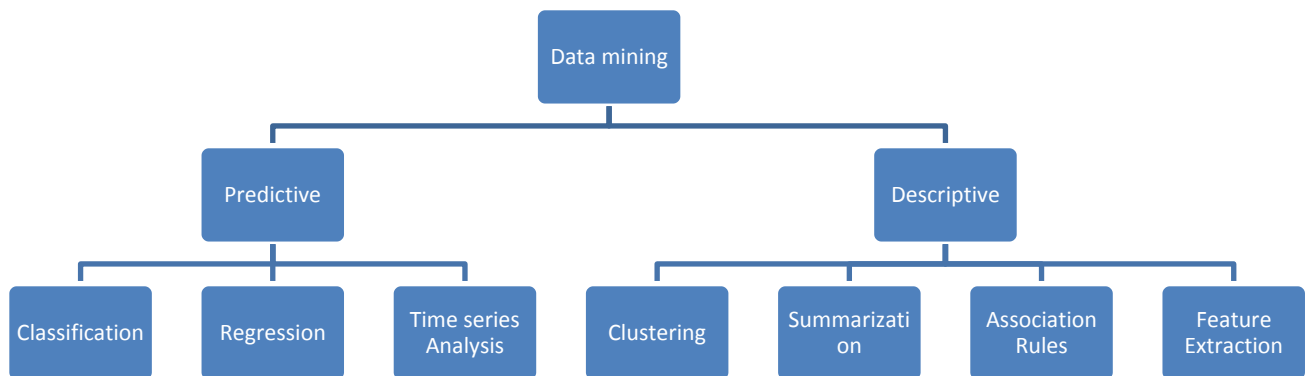 Data mining
Predictive
Descriptive
Classification
Regression
Time series
Analysis
Clustering
Summarizati
on
Association
Rules
Feature
Extraction